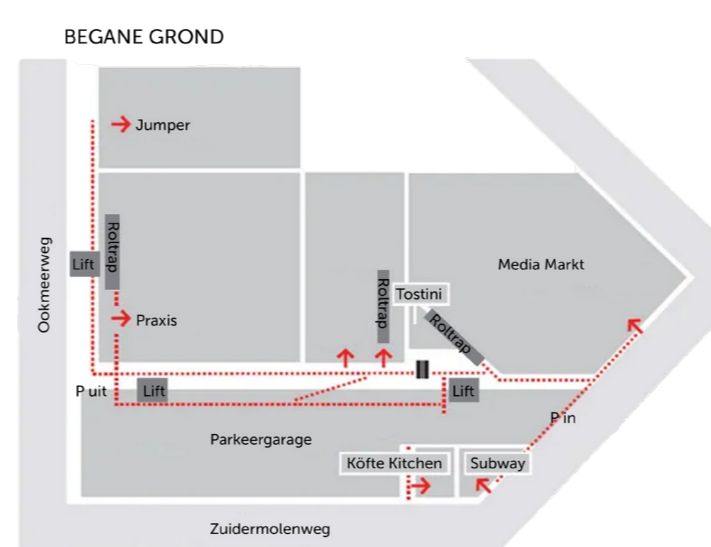 BEGANE GROND
Jumper
Ookmeerweg
Lift
Roltrap
Praxis
Roltrap
Tostini
Roltrap
Media Markt
P uit
Lift
Lift
P in
Parkeergarage
Köfte Kitchen
Subway
Zuidermolenweg